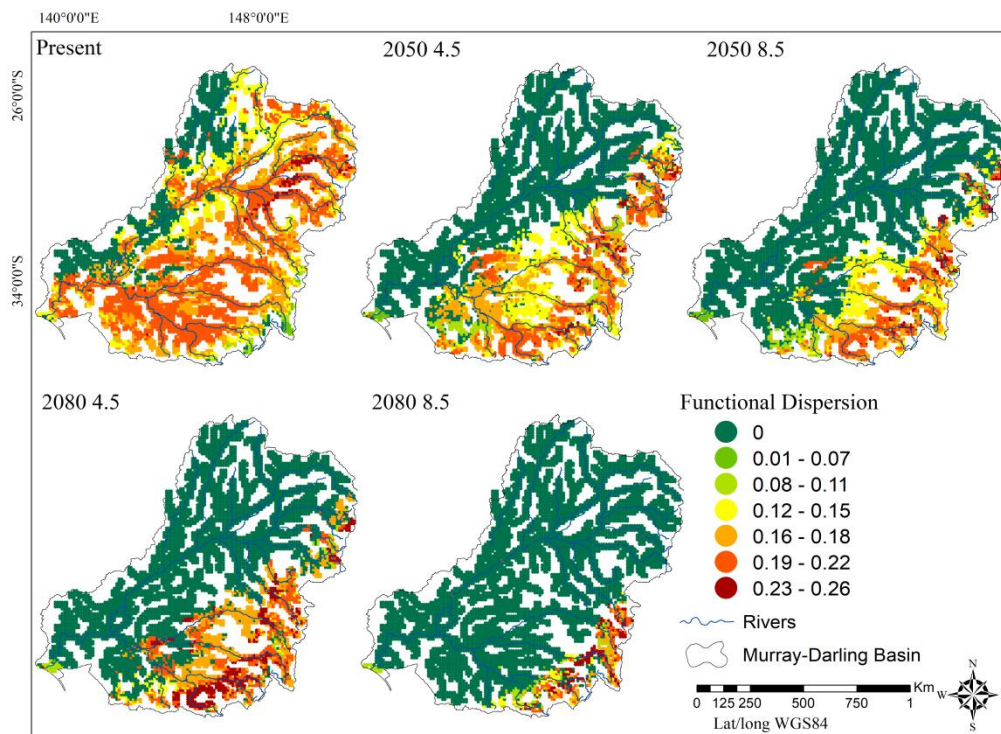 140°0'0"E 148°0'0"E
Present 2050 4.5 2050 8.5
26°0'0"S
34°0'0"S
2080 4.5 2080 8.5
Functional Dispersion
0
0.01 - 0.07
0.08 - 0.11
0.12 - 0.15
0.16 - 0.18
0.19 - 0.22
0.23 - 0.26
Rivers
Murray-Darling Basin
Km
0 125 250 500 750 1
Lat/long WGS84
N
W E
S